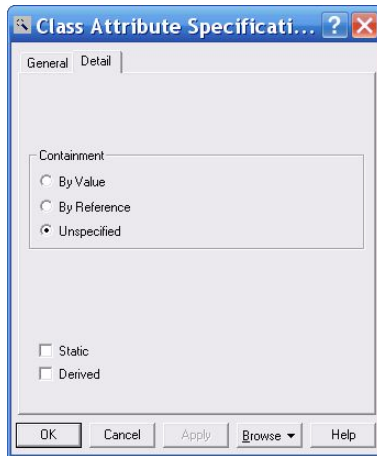 Class Attribute Specificati... ?
General Detail
Containment
By Value
By Reference
Unspecified
Static
Derived
OK Cancel Apply Browse Help